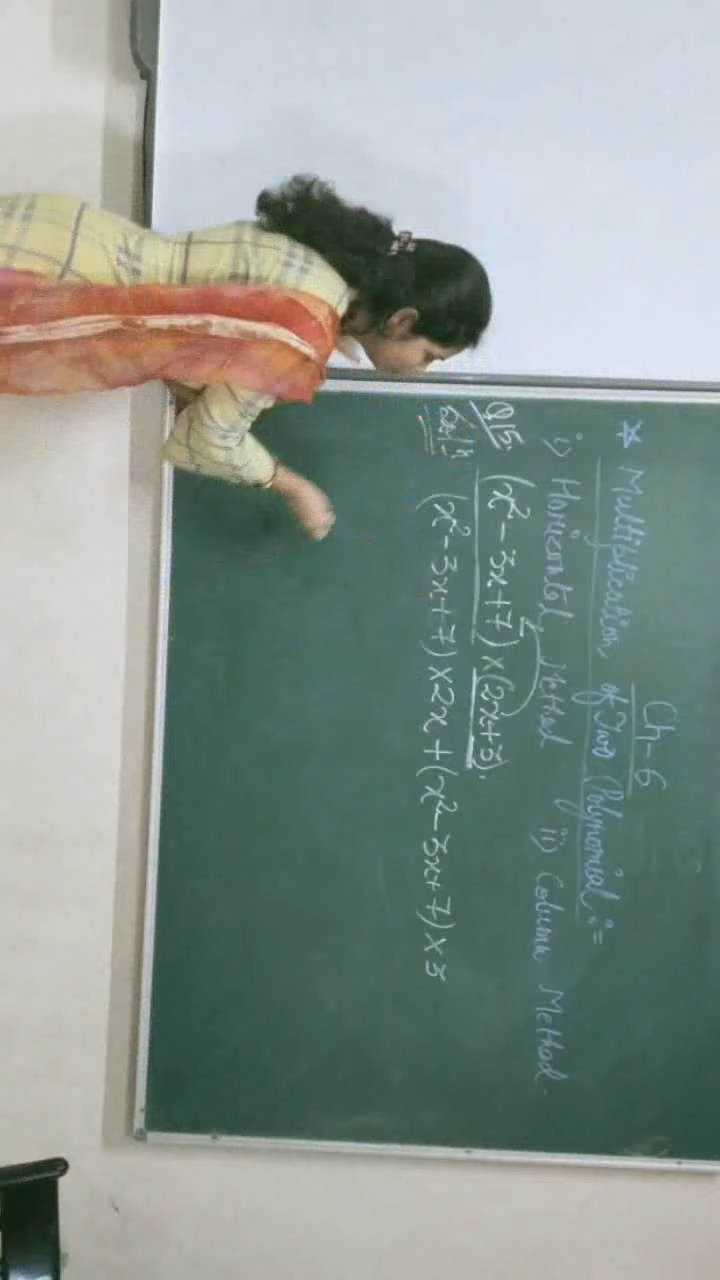 Ch-6
* Multiplication of Two Polynomial :=
i) Horizontal Method ii) Column Method.
Q15. (x² - 3x + 7) × (2x + 3).
Sol. (x² - 3x + 7) × 2x + (x² - 3x + 7) × 3